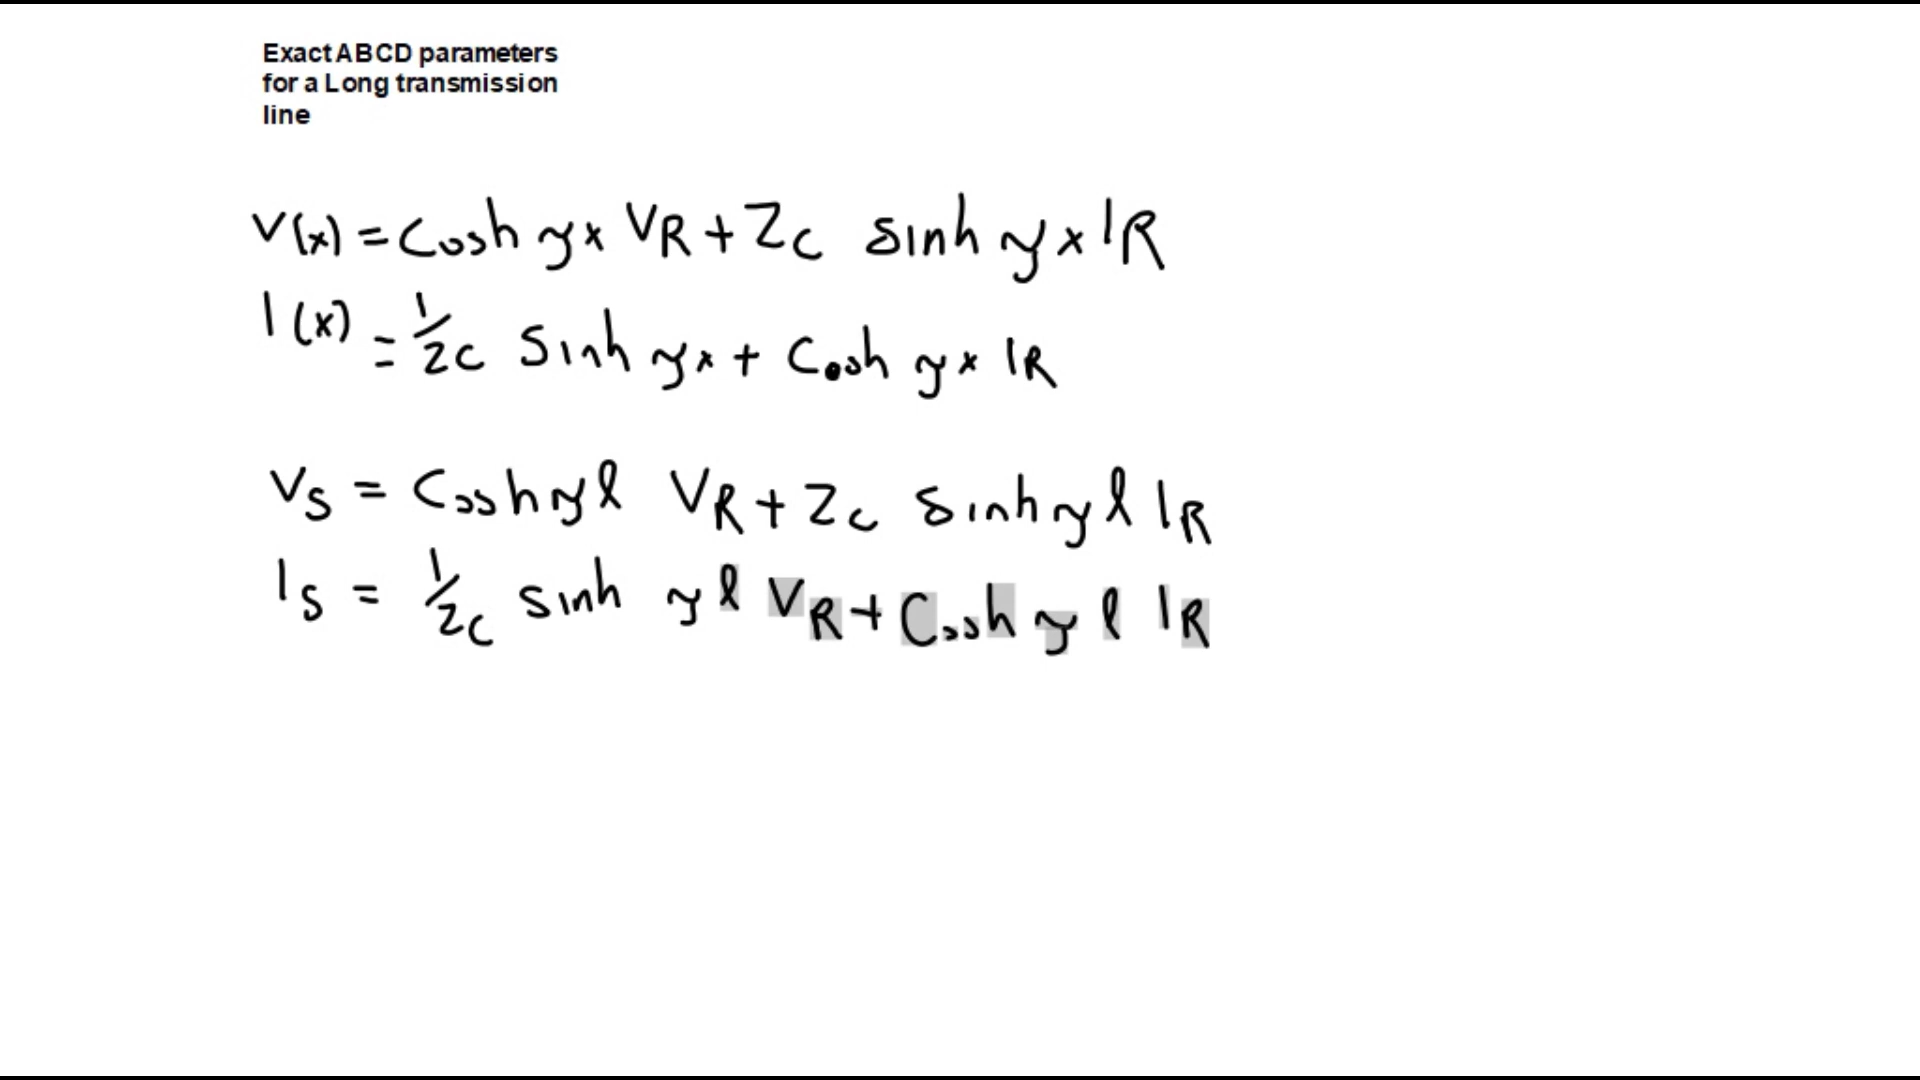 Exact ABCD parameters
for a Long transmission
line
V(x) = Cosh γx VR + Zc sinh γx IR
I(x) = 1/Zc Sinh γx + Cosh γx IR
Vs = Cosh γl VR + Zc sinh γl IR
Is = 1/Zc sinh γl VR + Cosh γl IR